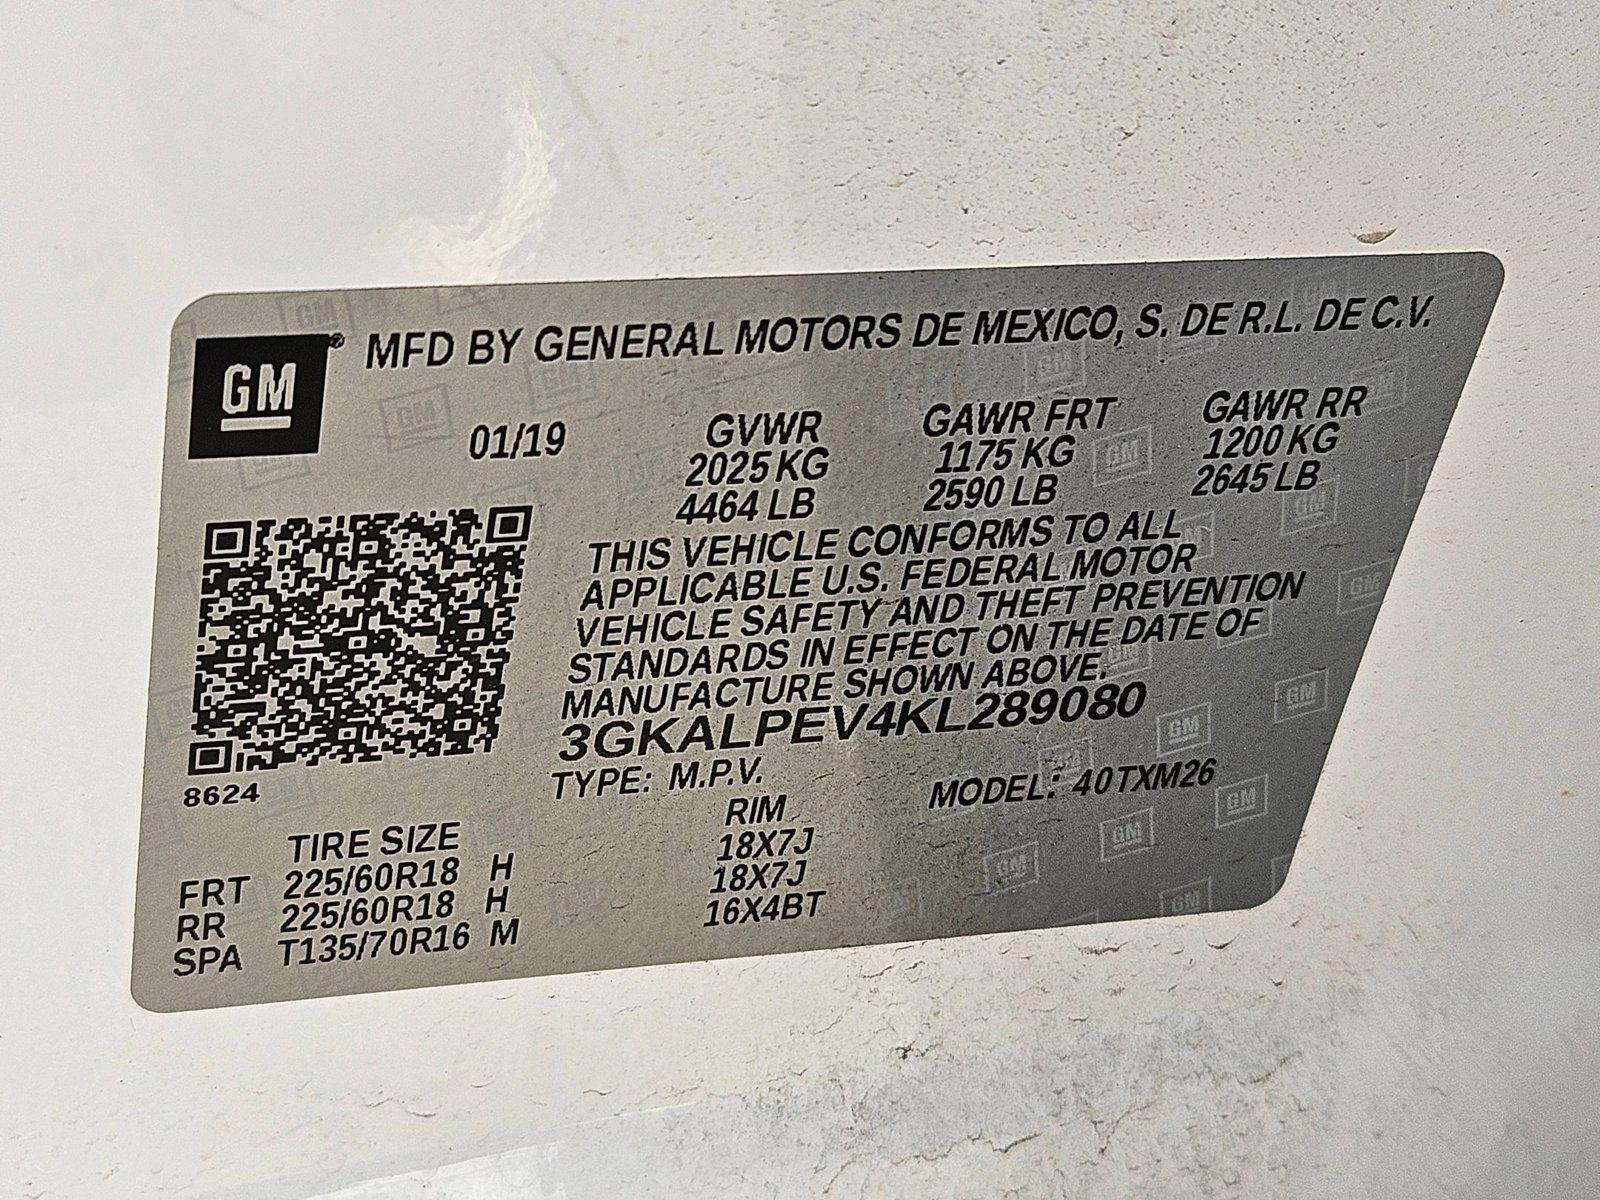 GM® MFD BY GENERAL MOTORS DE MEXICO, S. DE R.L. DE C.V.
01/19 GVWR GAWR FRT GAWR RR
2025 KG 1175 KG 1200 KG
4464 LB 2590 LB 2645 LB
THIS VEHICLE CONFORMS TO ALL
APPLICABLE U.S. FEDERAL MOTOR
VEHICLE SAFETY AND THEFT PREVENTION
STANDARDS IN EFFECT ON THE DATE OF
MANUFACTURE SHOWN ABOVE.
3GKALPEV4KL289080
8624
TYPE: M.P.V. MODEL: 40TXM26
TIRE SIZE RIM
FRT 225/60R18 H 18X7J
RR 225/60R18 H 18X7J
SPA T135/70R16 M 16X4BT